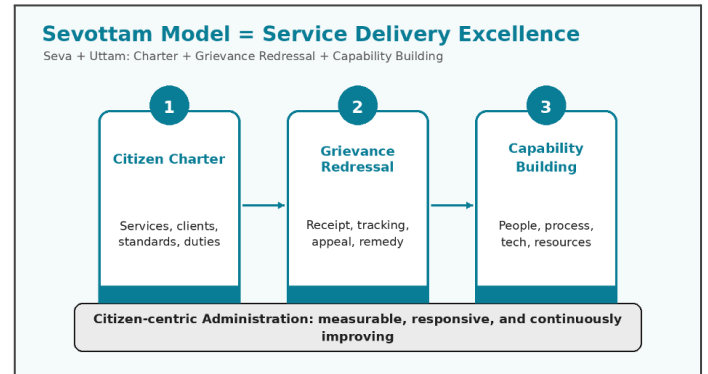 Sevottam Model = Service Delivery Excellence
Seva + Uttam: Charter + Grievance Redressal + Capability Building
1
Citizen Charter
Services, clients,
standards, duties
2
Grievance
Redressal
Receipt, tracking,
appeal, remedy
3
Capability
Building
People, process,
tech, resources
Citizen-centric Administration: measurable, responsive, and continuously
improving